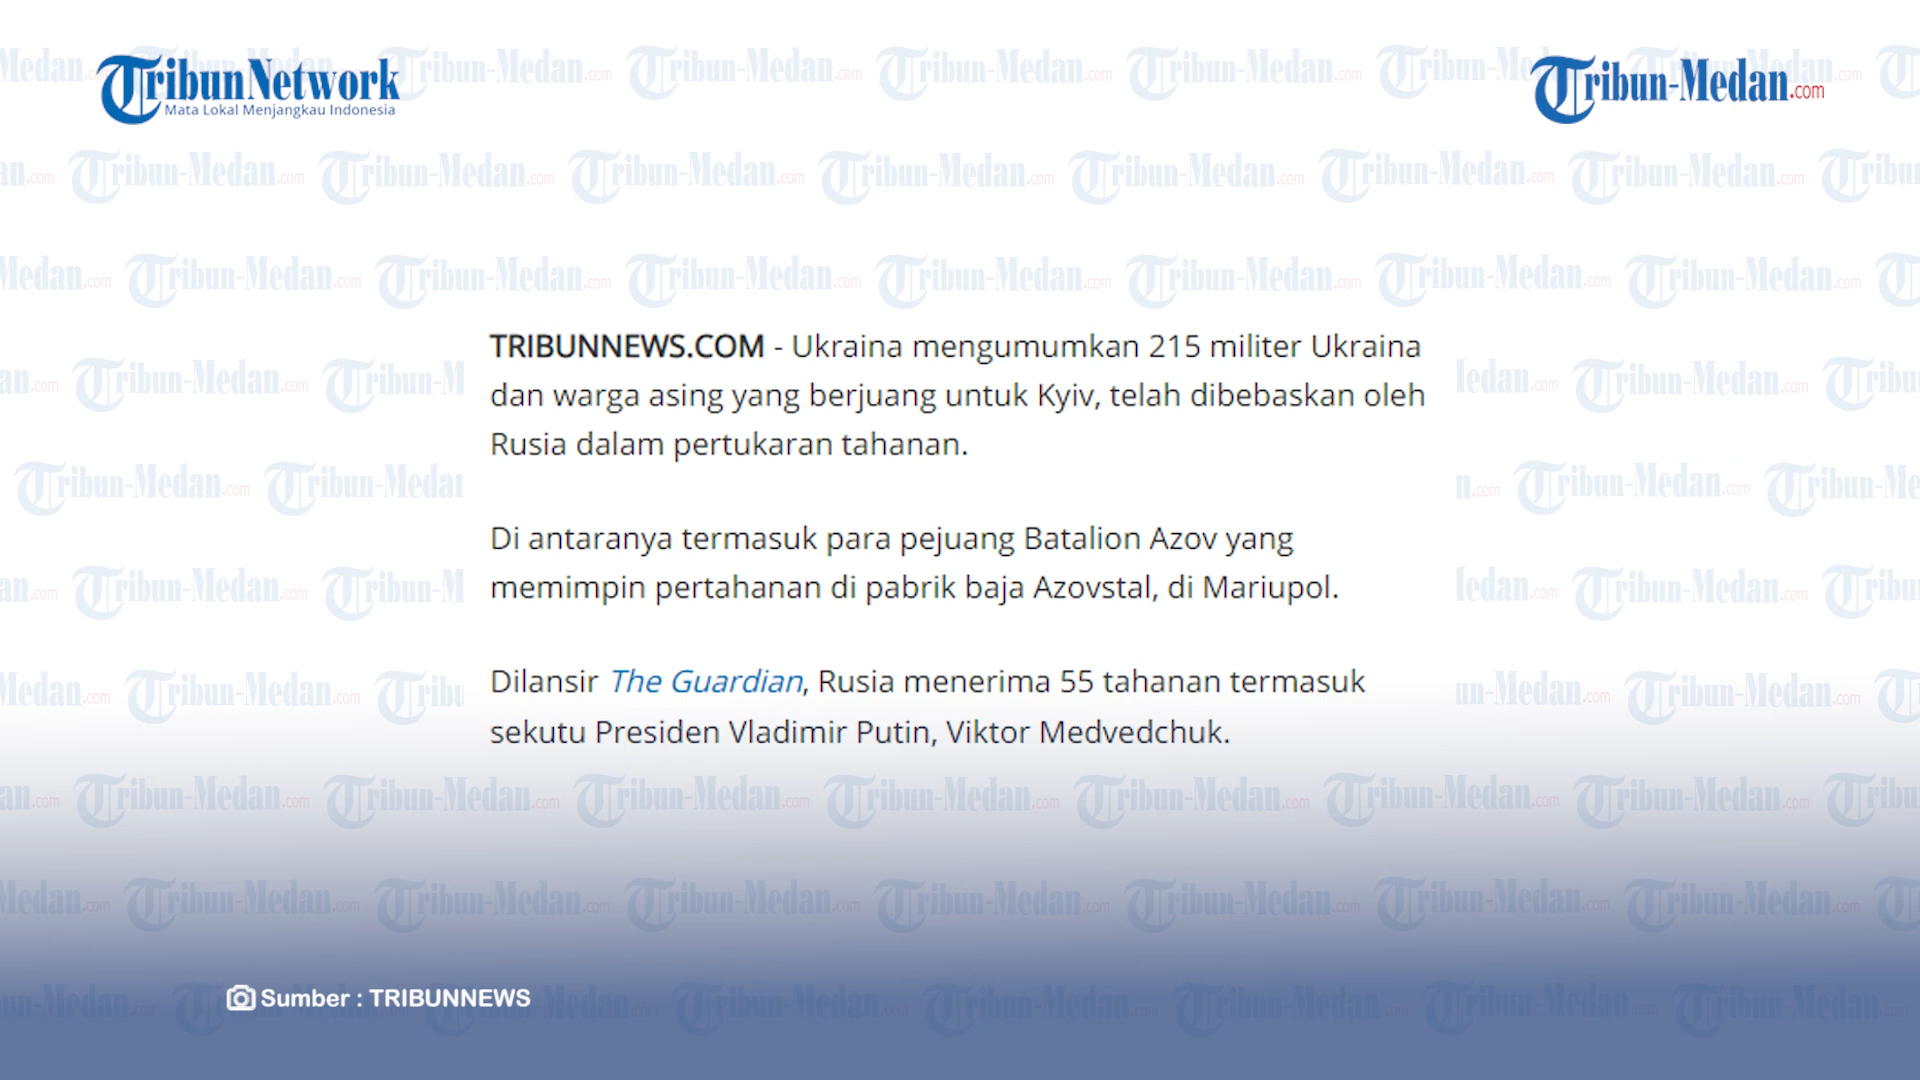 TribunNetwork
Mata Lokal Menjangkau Indonesia
Tribun-Medan.com
TRIBUNNEWS.COM - Ukraina mengumumkan 215 militer Ukraina
dan warga asing yang berjuang untuk Kyiv, telah dibebaskan oleh
Rusia dalam pertukaran tahanan.
Di antaranya termasuk para pejuang Batalion Azov yang
memimpin pertahanan di pabrik baja Azovstal, di Mariupol.
Dilansir The Guardian, Rusia menerima 55 tahanan termasuk
sekutu Presiden Vladimir Putin, Viktor Medvedchuk.
Sumber : TRIBUNNEWS